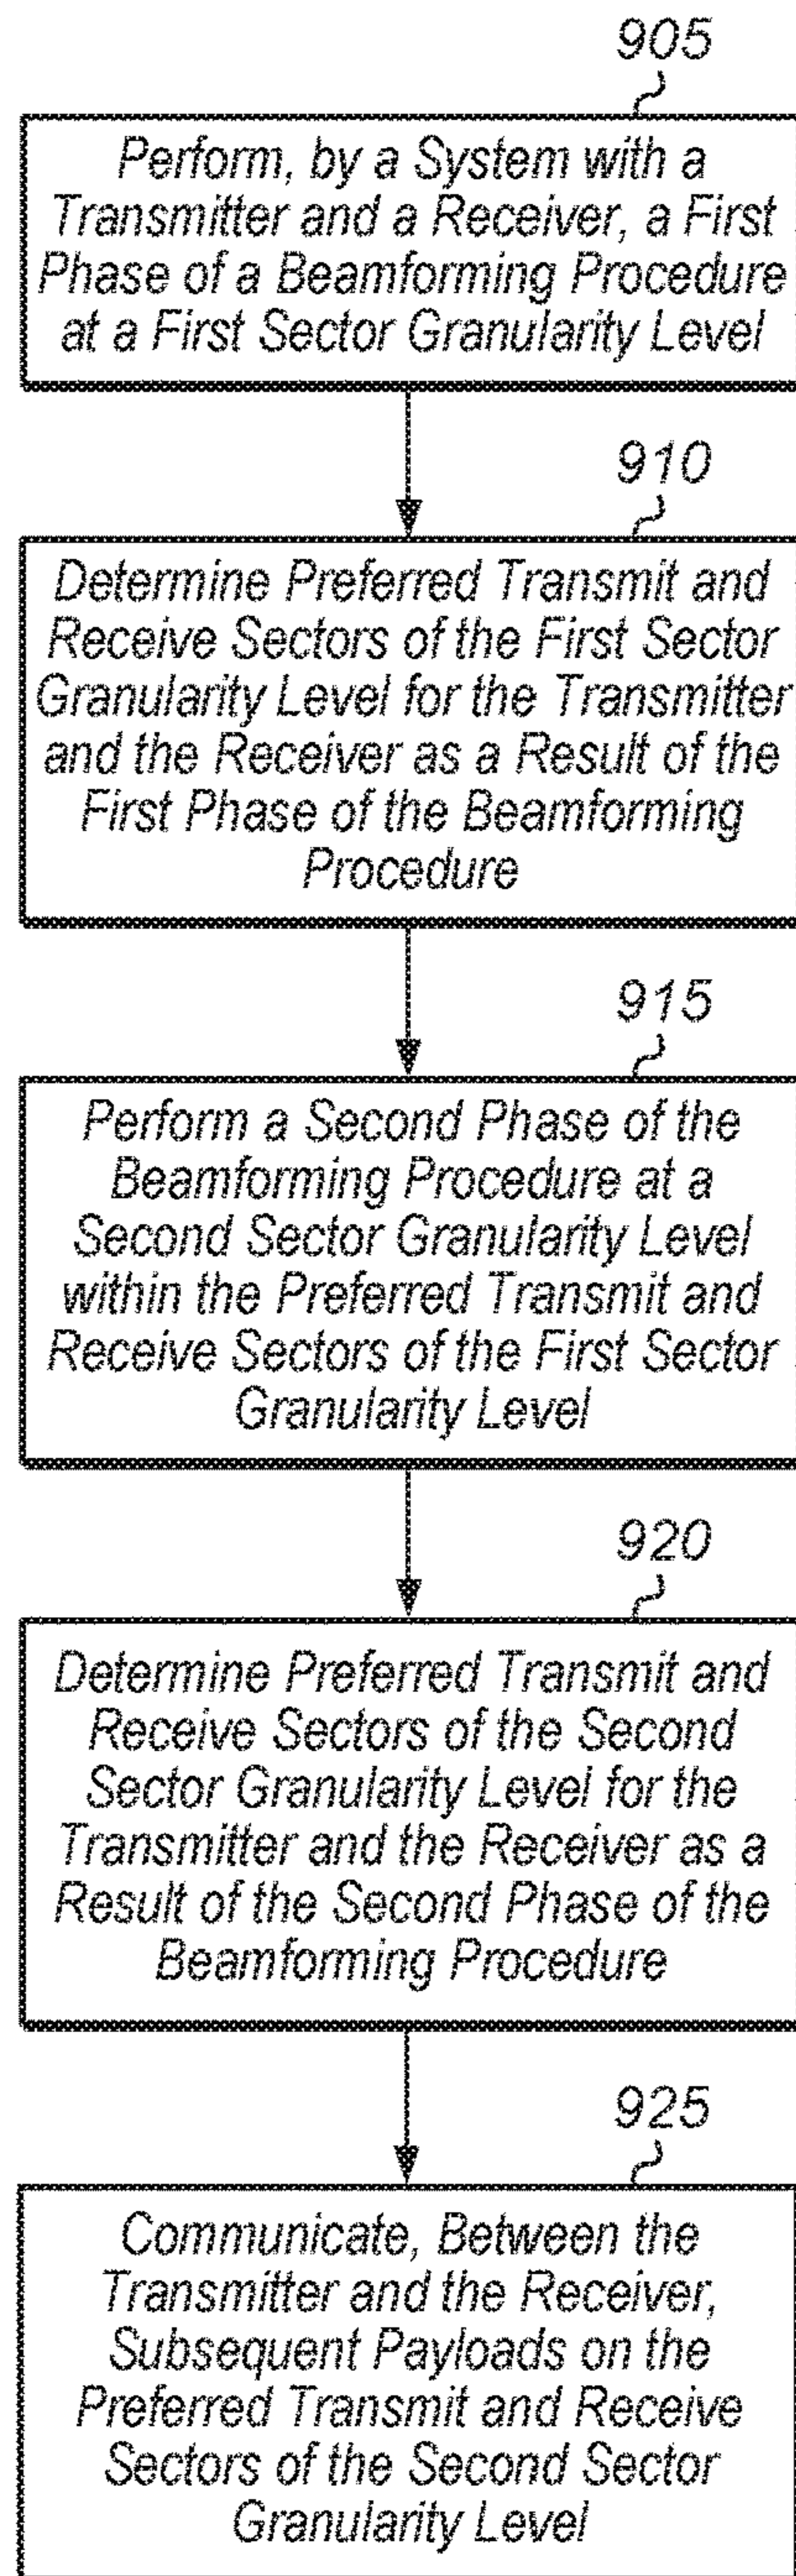 905
Perform, by a System with a
Transmitter and a Receiver, a First
Phase of a Beamforming Procedure
at a First Sector Granularity Level
910
Determine Preferred Transmit and
Receive Sectors of the First Sector
Granularity Level for the Transmitter
and the Receiver as a Result of the
First Phase of the Beamforming
Procedure
915
Perform a Second Phase of the
Beamforming Procedure at a
Second Sector Granularity Level
within the Preferred Transmit and
Receive Sectors of the First Sector
Granularity Level
920
Determine Preferred Transmit and
Receive Sectors of the Second
Sector Granularity Level for the
Transmitter and the Receiver as a
Result of the Second Phase of the
Beamforming Procedure
925
Communicate, Between the
Transmitter and the Receiver,
Subsequent Payloads on the
Preferred Transmit and Receive
Sectors of the Second Sector
Granularity Level